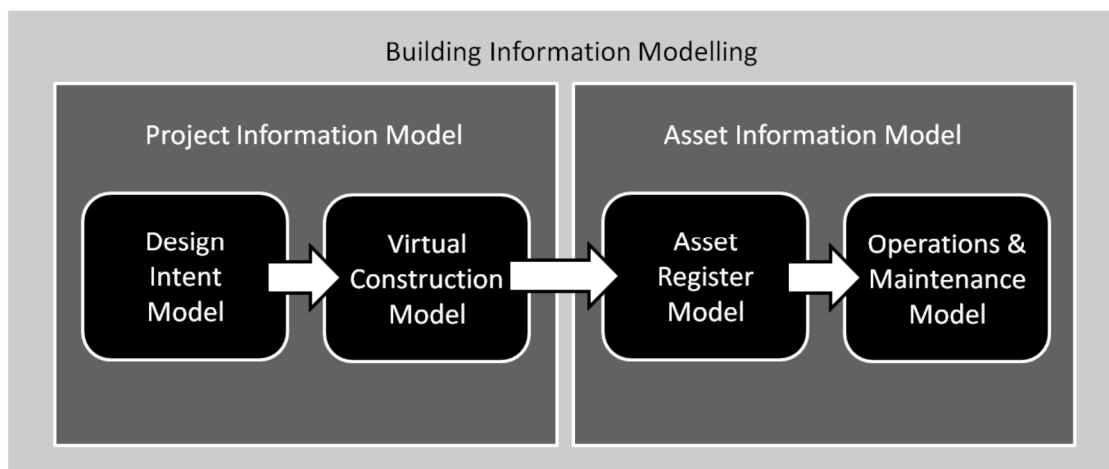 Building Information Modelling
Project Information Model
Asset Information Model
Design
Intent
Model
Virtual
Construction
Model
Asset
Register
Model
Operations &
Maintenance
Model